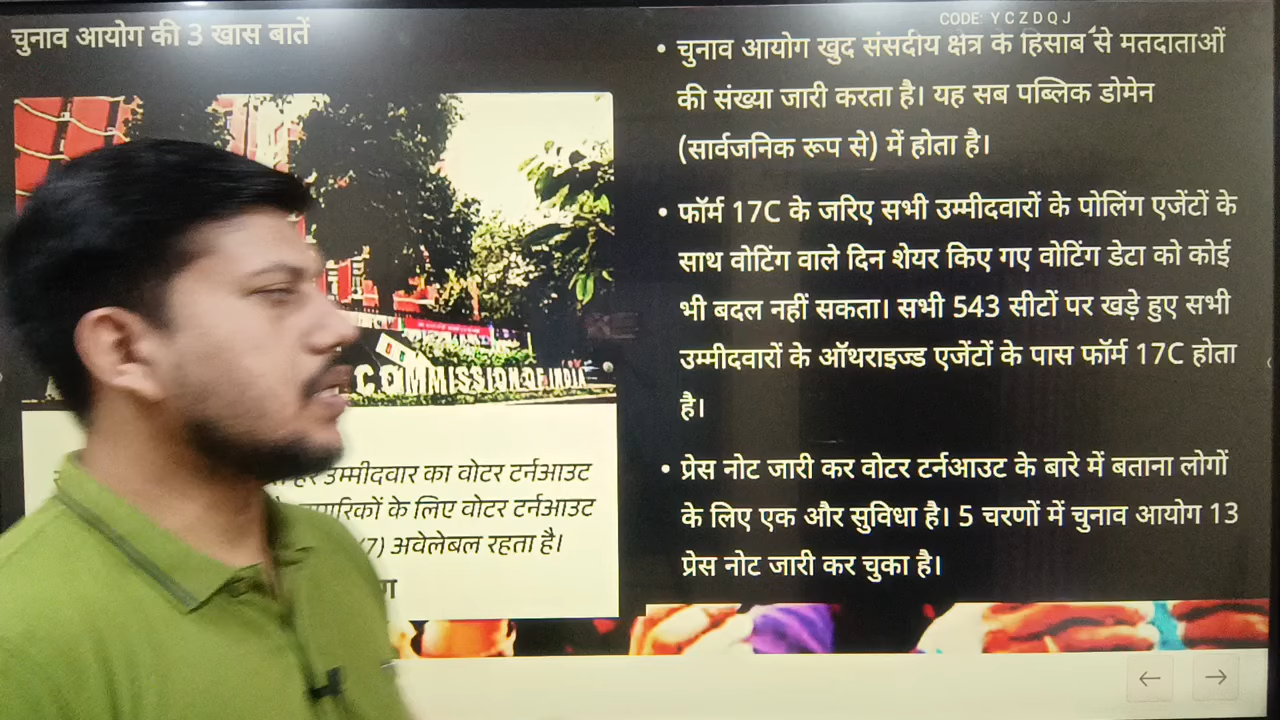 चुनाव आयोग की 3 खास बातें
CODE: Y C Z D Q J
• चुनाव आयोग खुद संसदीय क्षेत्र के हिसाब से मतदाताओं
की संख्या जारी करता है। यह सब पब्लिक डोमेन
(सार्वजनिक रूप से) में होता है।
• फॉर्म 17C के जरिए सभी उम्मीदवारों के पोलिंग एजेंटों के
साथ वोटिंग वाले दिन शेयर किए गए वोटिंग डेटा को कोई
भी बदल नहीं सकता। सभी 543 सीटों पर खड़े हुए सभी
उम्मीदवारों के ऑथराइज्ड एजेंटों के पास फॉर्म 17C होता
है।
• प्रेस नोट जारी कर वोटर टर्नआउट के बारे में बताना लोगों
के लिए एक और सुविधा है। 5 चरणों में चुनाव आयोग 13
प्रेस नोट जारी कर चुका है।
COMMISSION OF INDIA
उम्मीदवार का वोटर टर्नआउट
के लिए वोटर टर्नआउट
7) अवेलेबल रहता है।